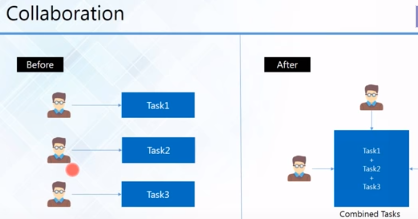 Collaboration
Before
Task1
Task2
Task3
After
Task1
+
Task2
+
Task3
Combined Tasks